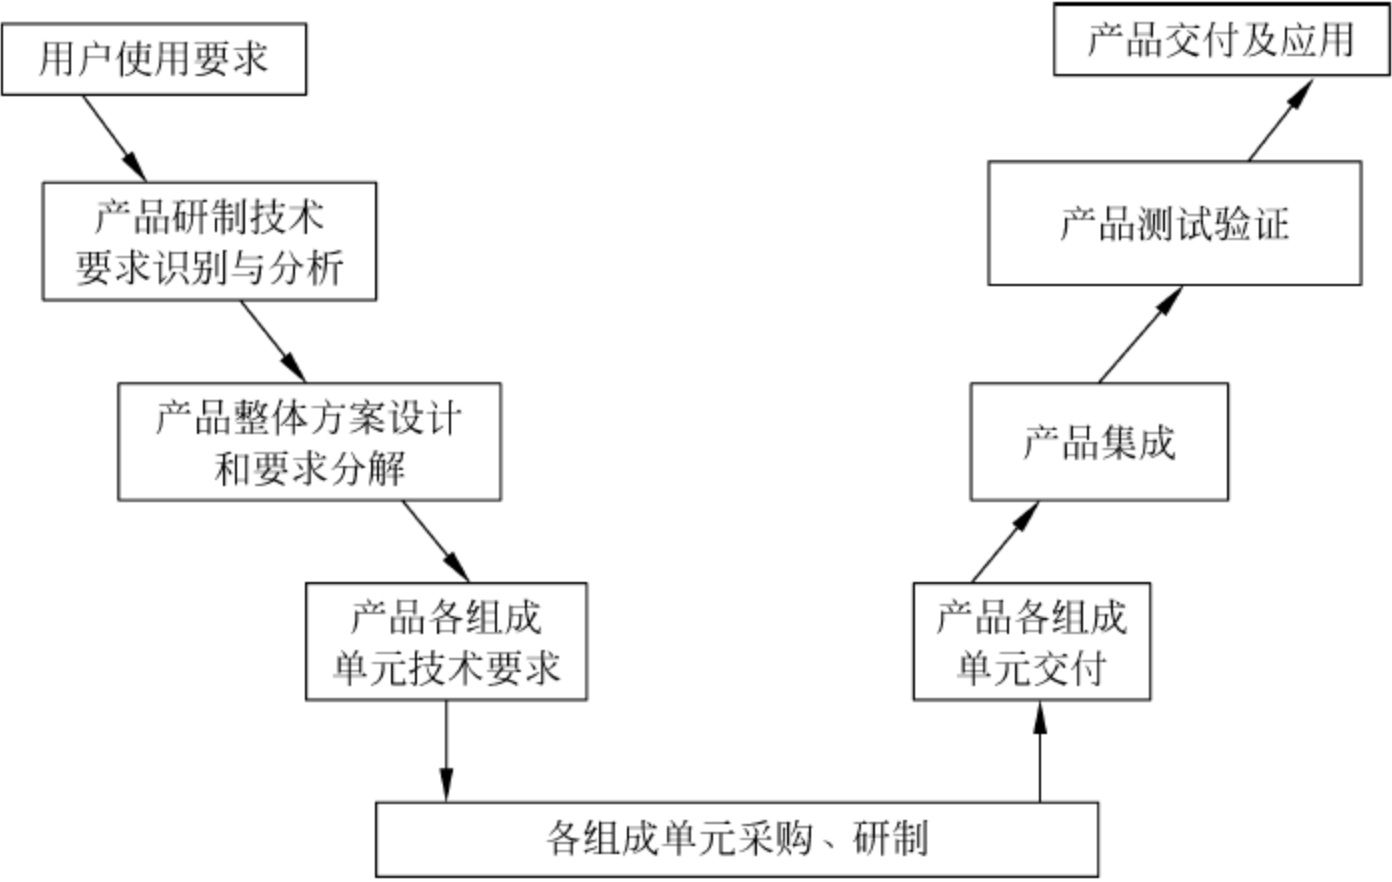 用户使用要求
产品研制技术
要求识别与分析
产品整体方案设计
和要求分解
产品各组成
单元技术要求
各组成单元采购、研制
产品各组成
单元交付
产品集成
产品测试验证
产品交付及应用